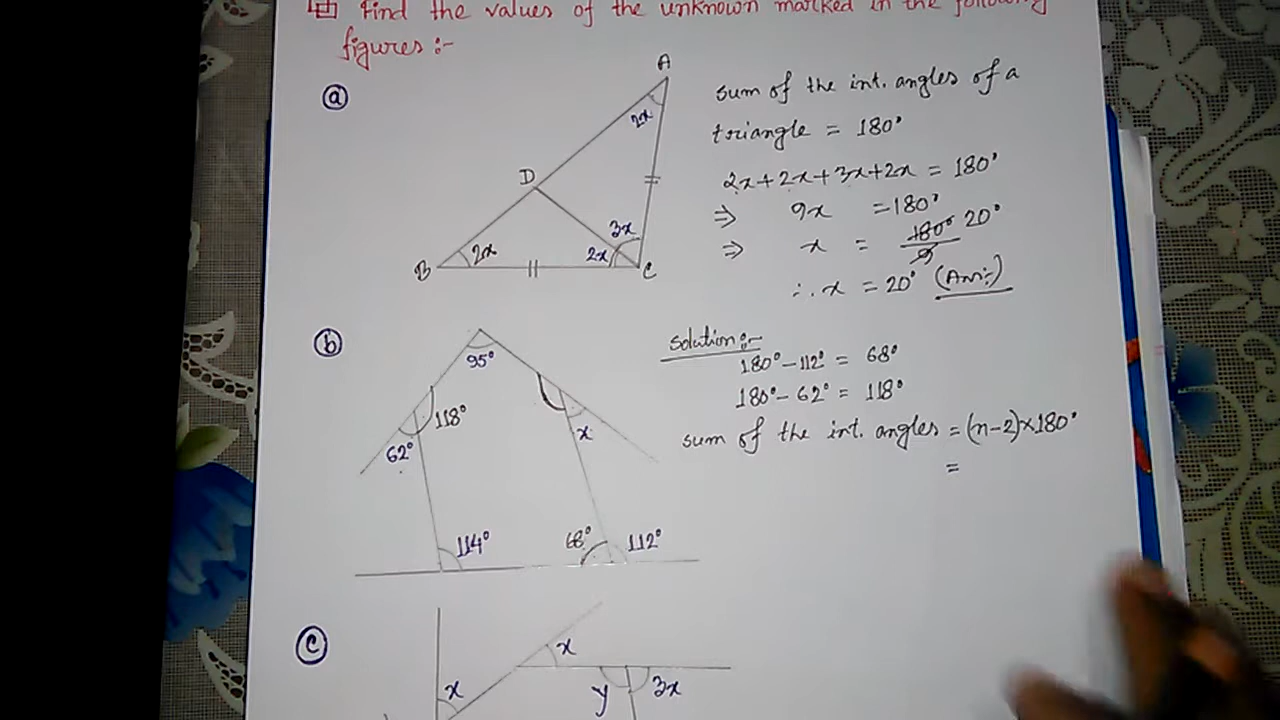 Find the values of the unknown marked in the following
figures :-
(a)
A
2x
D
3x
B
2x
2x
C
sum of the int. angles of a
triangle = 180°
2x+2x+3x+2x = 180°
⇒ 9x = 180°
⇒ x = 180°/9 20°
∴ x = 20° (Ans:-)
(b)
95°
118°
62°
x
114°
68°
112°
Solution :-
180° - 112° = 68°
180° - 62° = 118°
sum of the int. angles = (n-2)×180°
=
(c)
x
x
y
3x